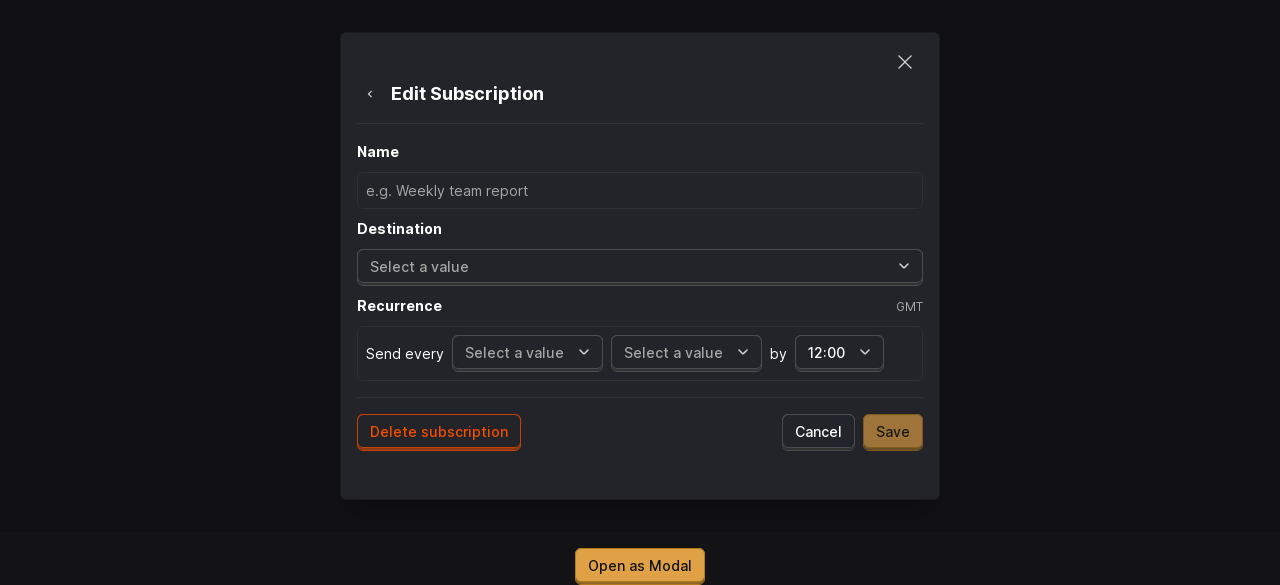 Edit Subscription
Name
e.g. Weekly team report
Destination
Select a value
Recurrence GMT
Send every Select a value Select a value by 12:00
Delete subscription Cancel Save
Open as Modal